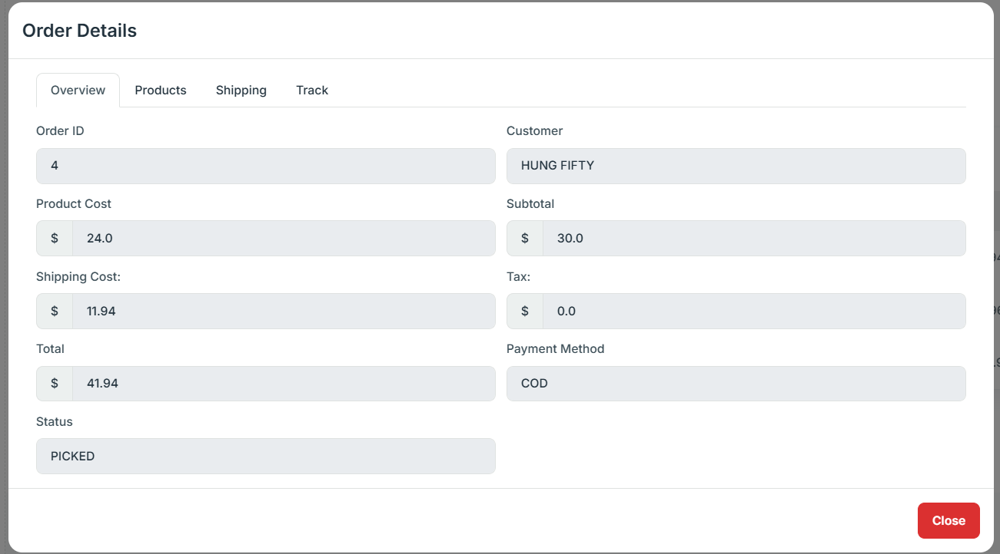 Order Details
Overview Products Shipping Track
Order ID Customer
4 HUNG FIFTY
Product Cost Subtotal
$ 24.0 $ 30.0
Shipping Cost: Tax:
$ 11.94 $ 0.0
Total Payment Method
$ 41.94 COD
Status
PICKED
Close